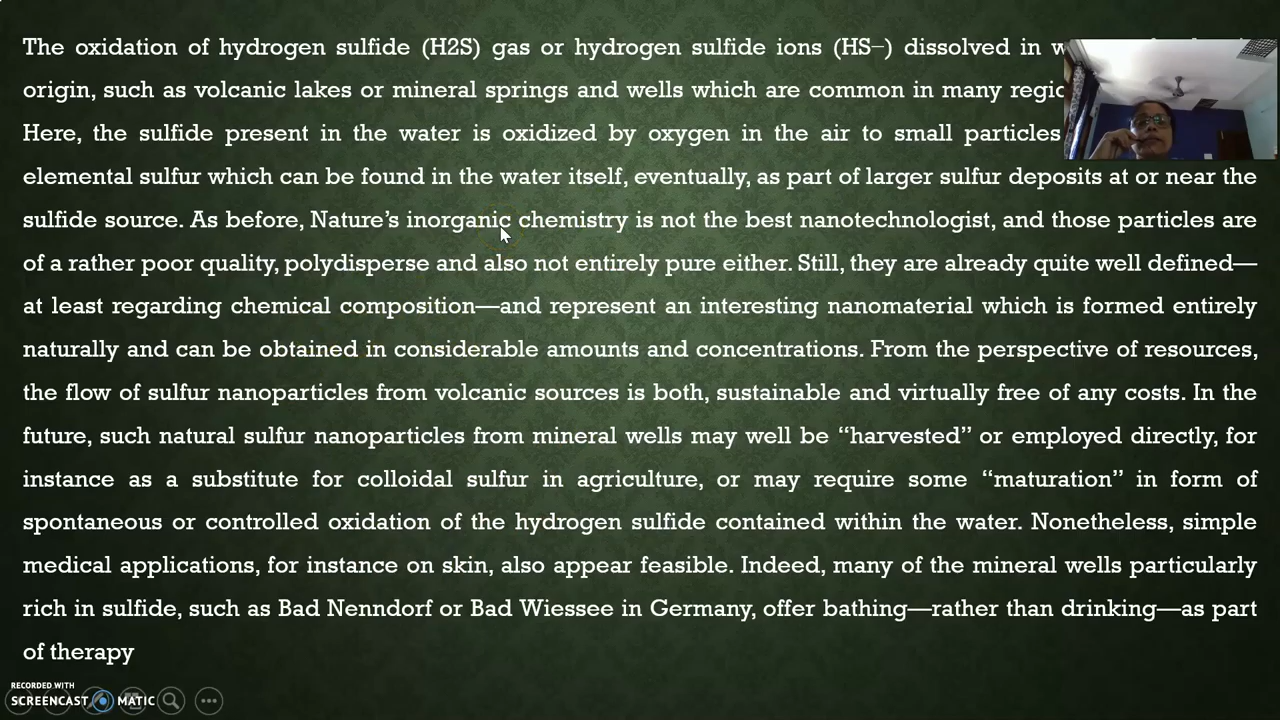 The oxidation of hydrogen sulfide (H2S) gas or hydrogen sulfide ions (HS−) dissolved in
origin, such as volcanic lakes or mineral springs and wells which are common in many
Here, the sulfide present in the water is oxidized by oxygen in the air to small particles
elemental sulfur which can be found in the water itself, eventually, as part of larger sulfur deposits at or near the
sulfide source. As before, Nature's inorganic chemistry is not the best nanotechnologist, and those particles are
of a rather poor quality, polydisperse and also not entirely pure either. Still, they are already quite well defined—
at least regarding chemical composition—and represent an interesting nanomaterial which is formed entirely
naturally and can be obtained in considerable amounts and concentrations. From the perspective of resources,
the flow of sulfur nanoparticles from volcanic sources is both, sustainable and virtually free of any costs. In the
future, such natural sulfur nanoparticles from mineral wells may well be “harvested” or employed directly, for
instance as a substitute for colloidal sulfur in agriculture, or may require some “maturation” in form of
spontaneous or controlled oxidation of the hydrogen sulfide contained within the water. Nonetheless, simple
medical applications, for instance on skin, also appear feasible. Indeed, many of the mineral wells particularly
rich in sulfide, such as Bad Nenndorf or Bad Wiessee in Germany, offer bathing—rather than drinking—as part
of therapy
RECORDED WITH
SCREENCAST MATIC